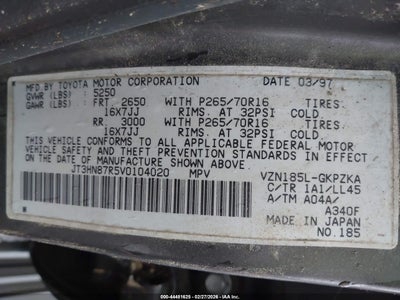 MFD BY TOYOTA MOTOR CORPORATION DATE 03/97
GVWR (LBS) : 5250
GAWR (LBS) : FRT. 2650 WITH P265/70R16 TIRES
16X7JJ RIMS. AT 32PSI COLD
RR. 3000 WITH P265/70R16 TIRES
16X7JJ RIMS. AT 32PSI COLD
THIS VEHICLE CONFORMS TO ALL APPLICABLE FEDERAL MOTOR
VEHICLE SAFETY AND THEFT PREVENTION STANDARDS IN EFFECT ON
THE DATE OF MANUFACTURE SHOWN ABOVE.
JT3HN87R5V0104020 MPV VZN185L-GKPZKA
C/TR 1A1/LL45
A/TM A04A/
A340F
MADE IN JAPAN
NO.185
000-44461625 - 02/27/2026 - IAA Inc.